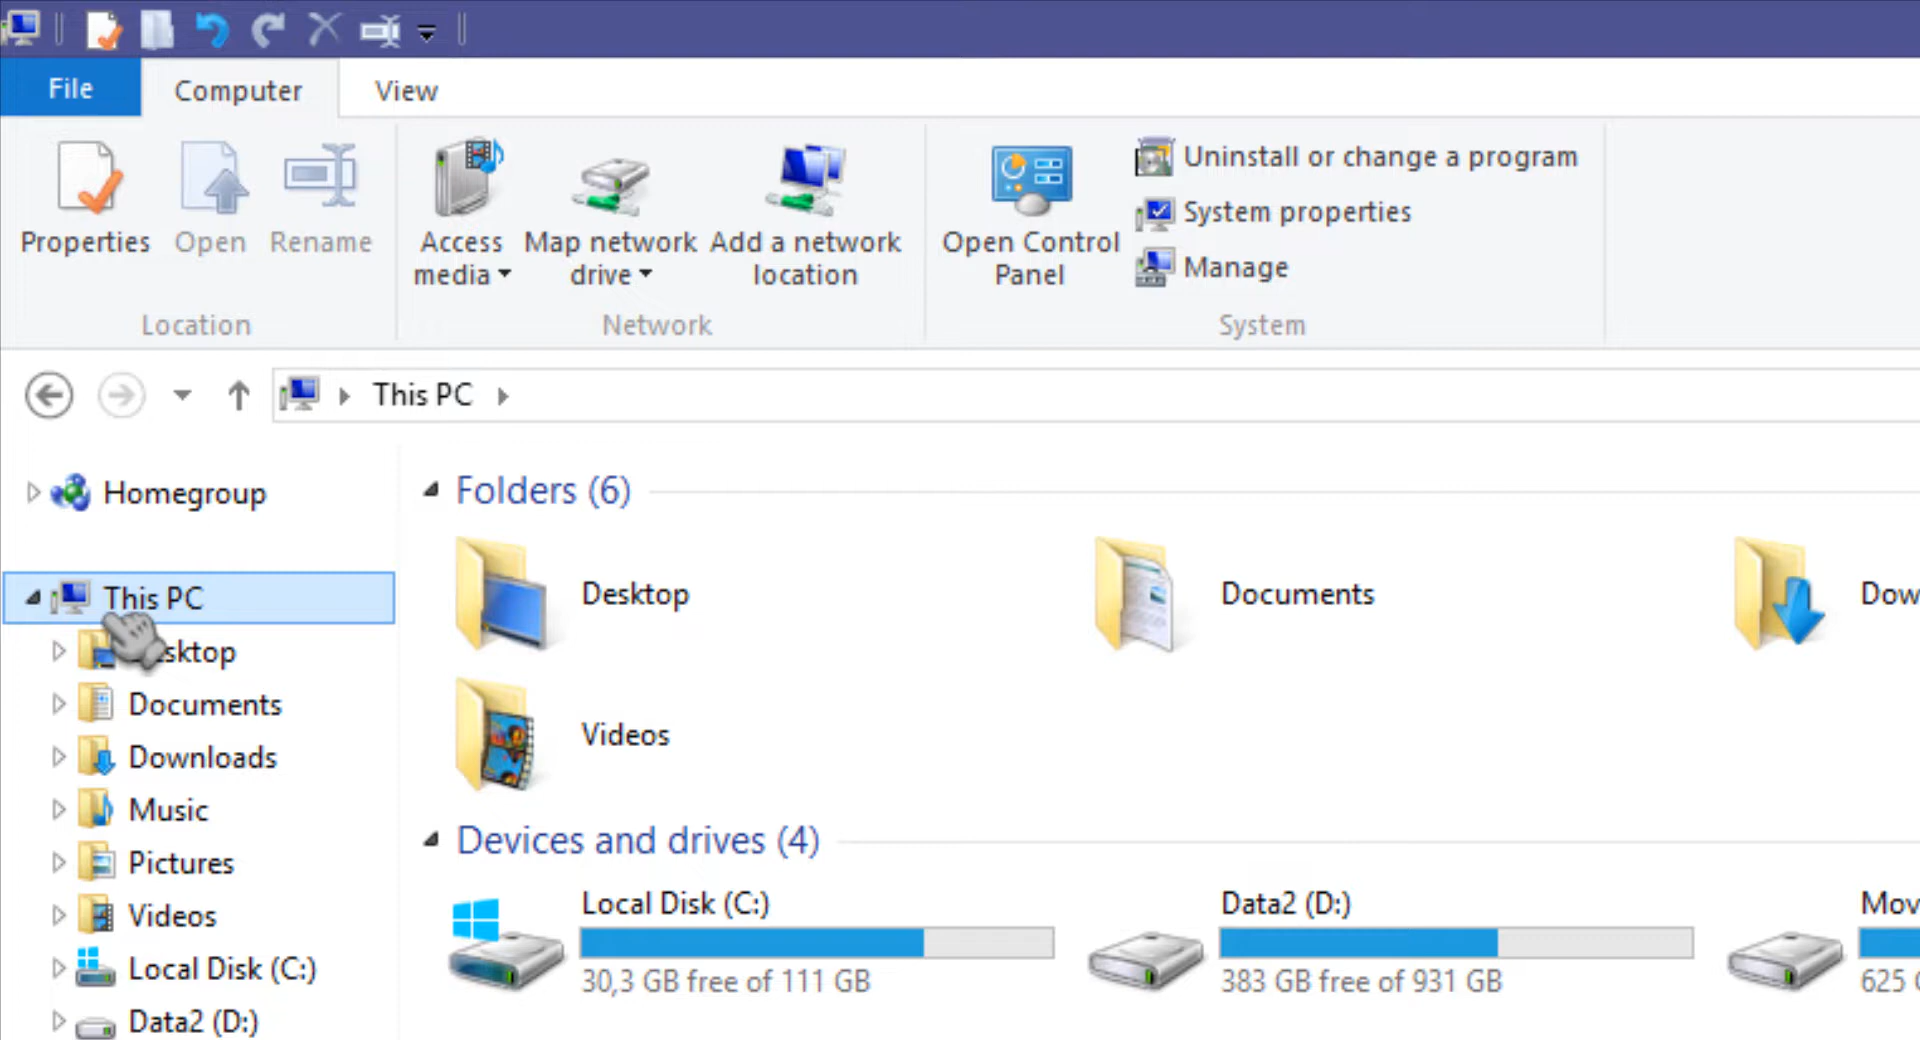 File
Computer
View
Properties
Open
Rename
Access
media
Map network
drive
Add a network
location
Open Control
Panel
Uninstall or change a program
System properties
Manage
Location
Network
System
This PC
Homegroup
This PC
sktop
Documents
Downloads
Music
Pictures
Videos
Local Disk (C:)
Data2 (D:)
Folders (6)
Desktop
Documents
Dow
Videos
Devices and drives (4)
Local Disk (C:)
30,3 GB free of 111 GB
Data2 (D:)
383 GB free of 931 GB
Mov
625